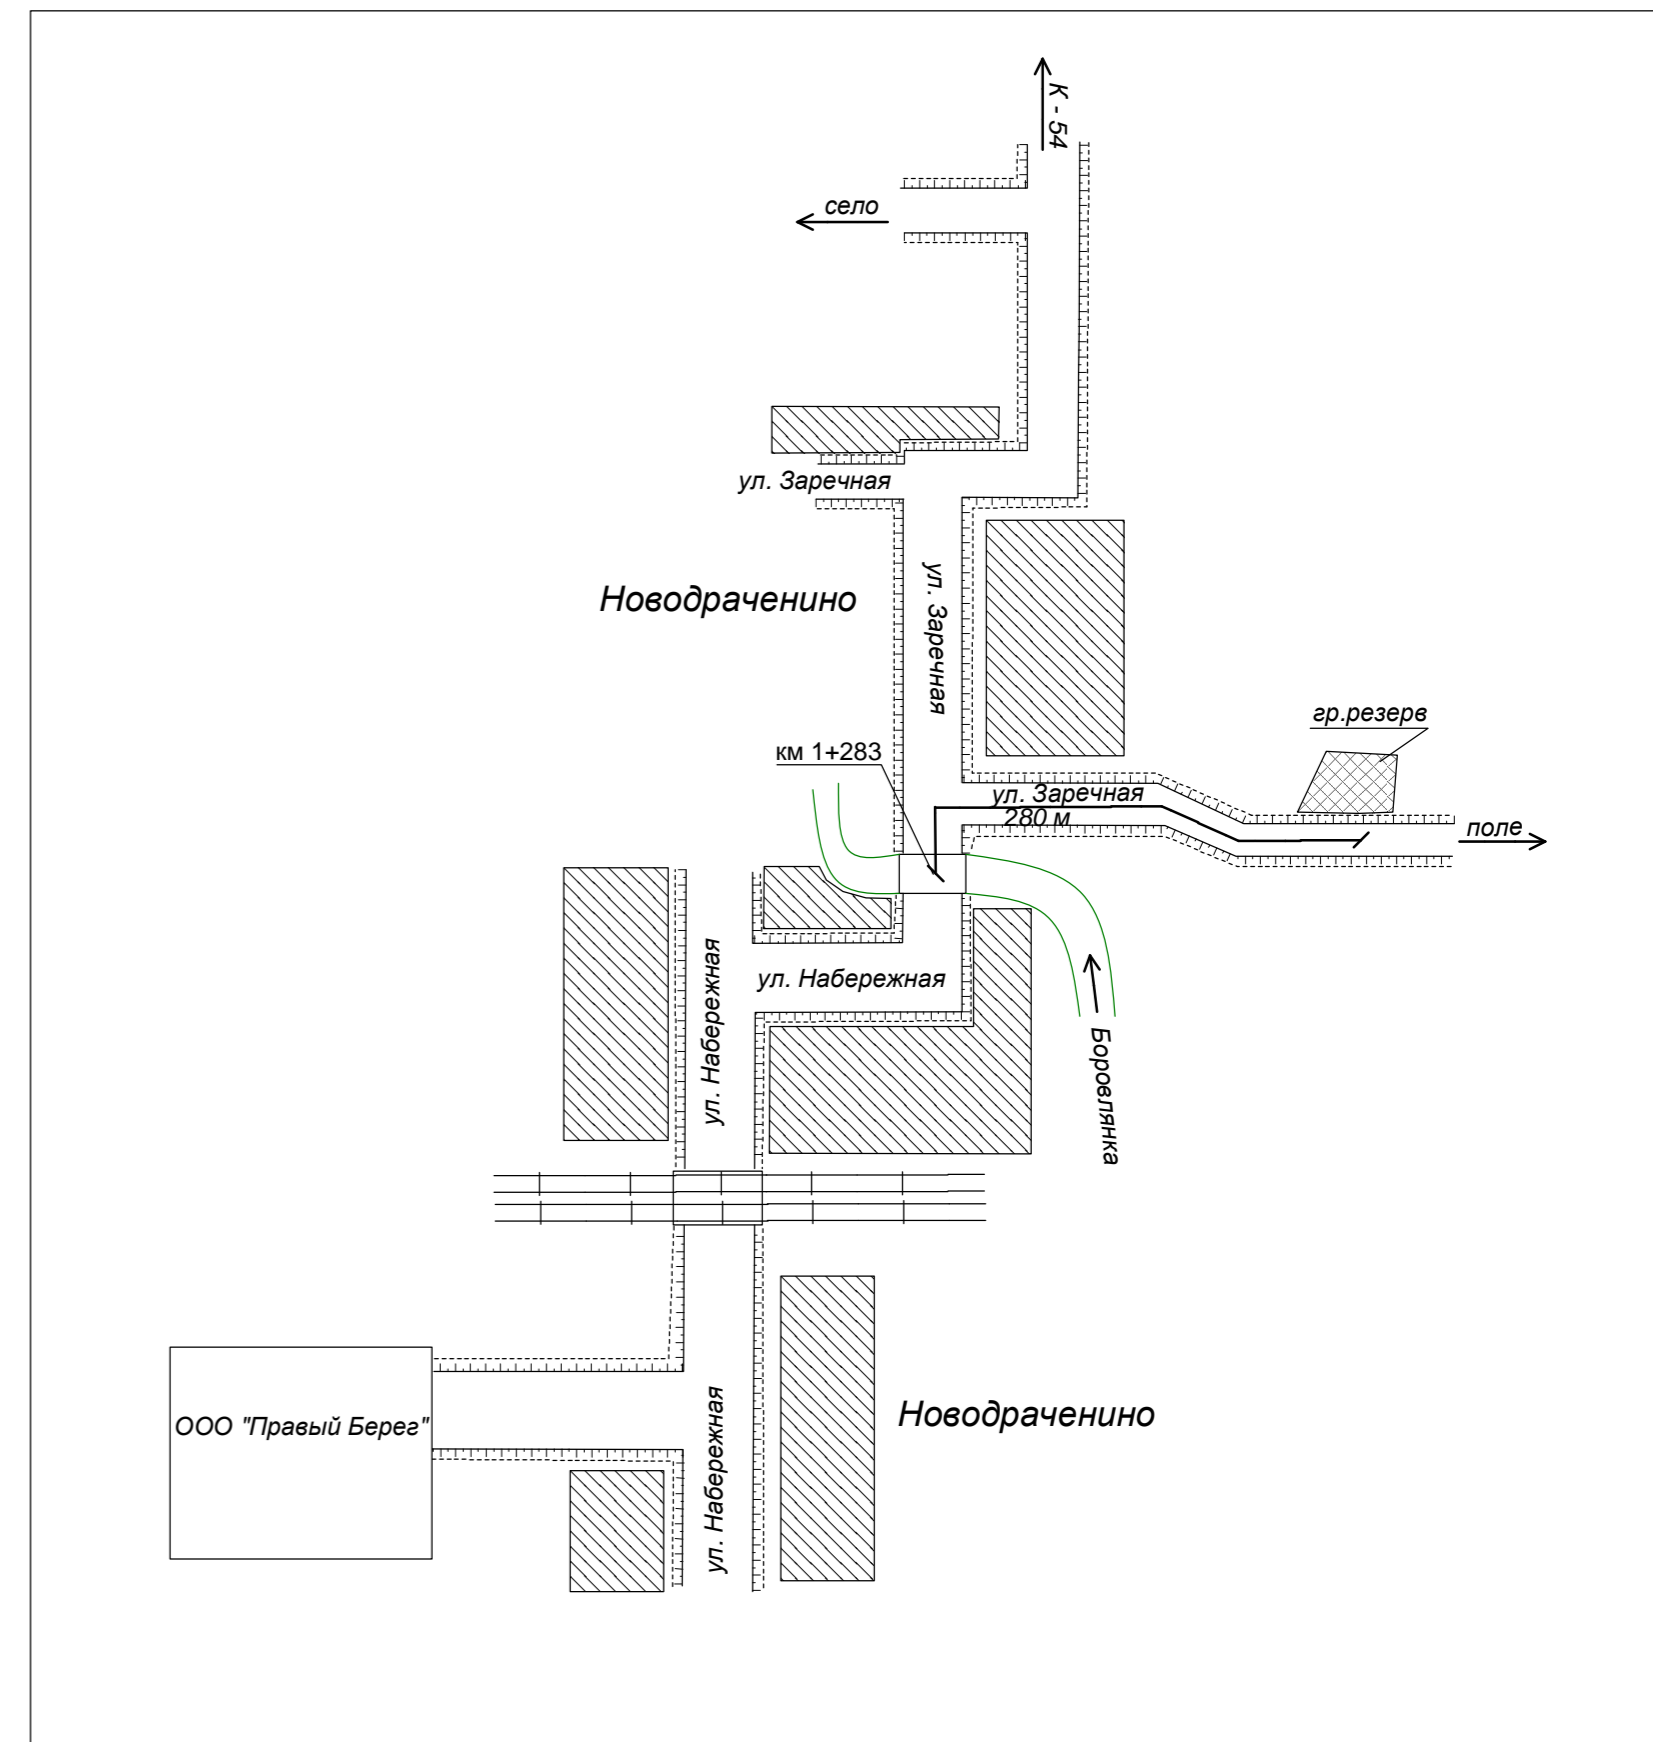 К - 54
село
ул. Заречная
ул. Заречная
Новодраченино
гр.резерв
км 1+283
ул. Заречная
280 м
поле
ул. Набережная
ул. Набережная
Боровлянка
ООО "Правый Берег"
Новодраченино
ул. Набережная